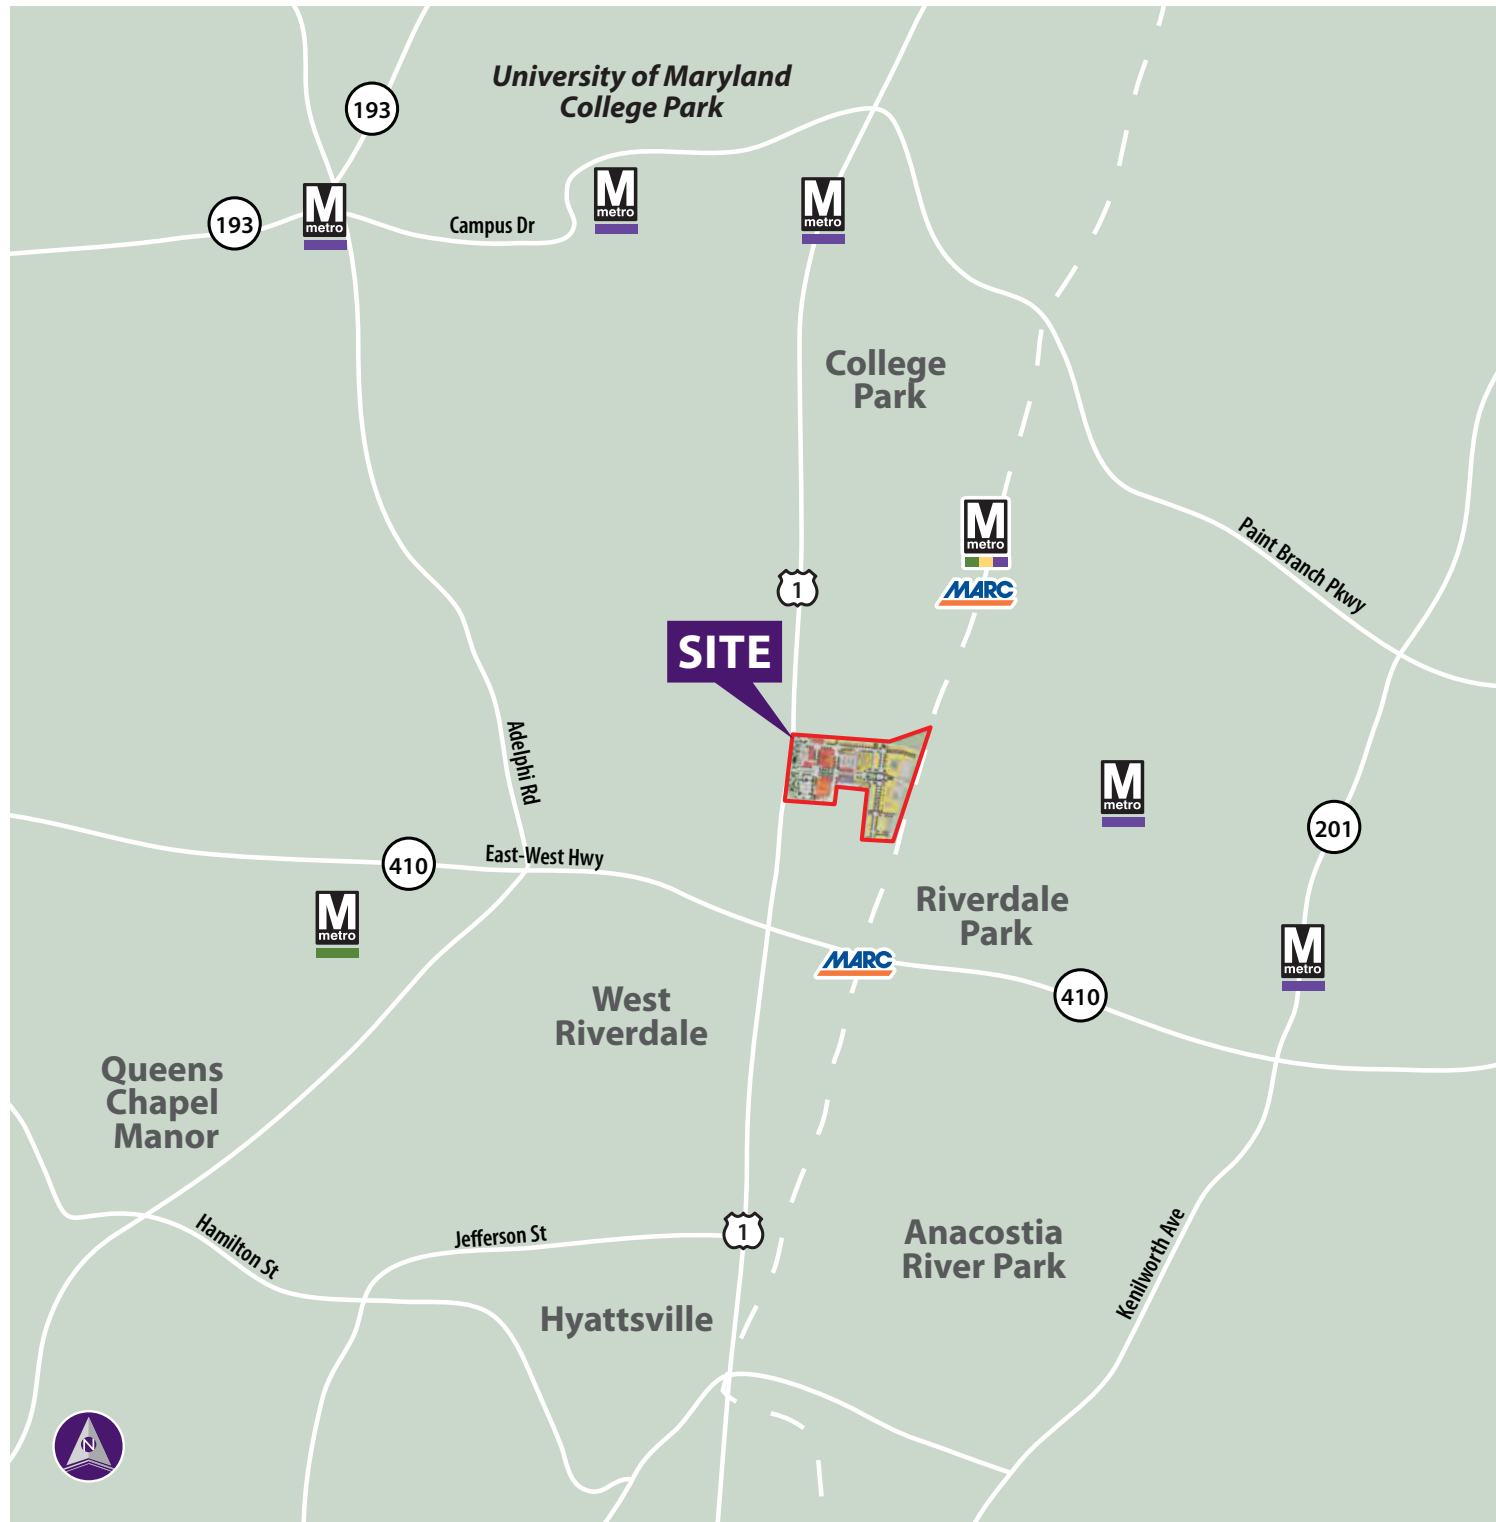 University of Maryland
College Park
193
193
M
metro
M
metro
M
metro
Campus Dr
College
Park
M
metro
MARC
1
Paint Branch Pkwy
SITE
Adelphi Rd
M
metro
201
410
East-West Hwy
M
metro
Riverdale
Park
M
metro
MARC
410
West
Riverdale
Queens
Chapel
Manor
Hamilton St
Jefferson St
1
Anacostia
River Park
Kenilworth Ave
Hyattsville
N